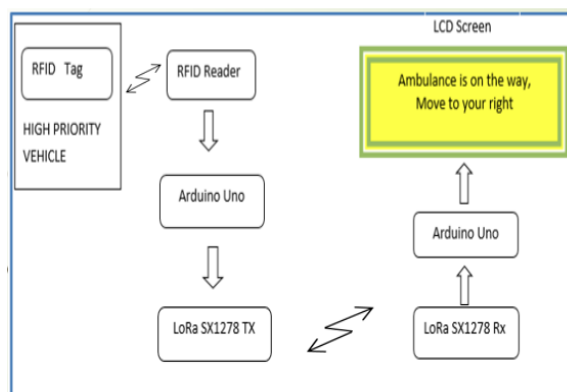 RFID Tag
HIGH PRIORITY
VEHICLE
RFID Reader
Arduino Uno
LoRa SX1278 TX
LCD Screen
Ambulance is on the way,
Move to your right
Arduino Uno
LoRa SX1278 Rx